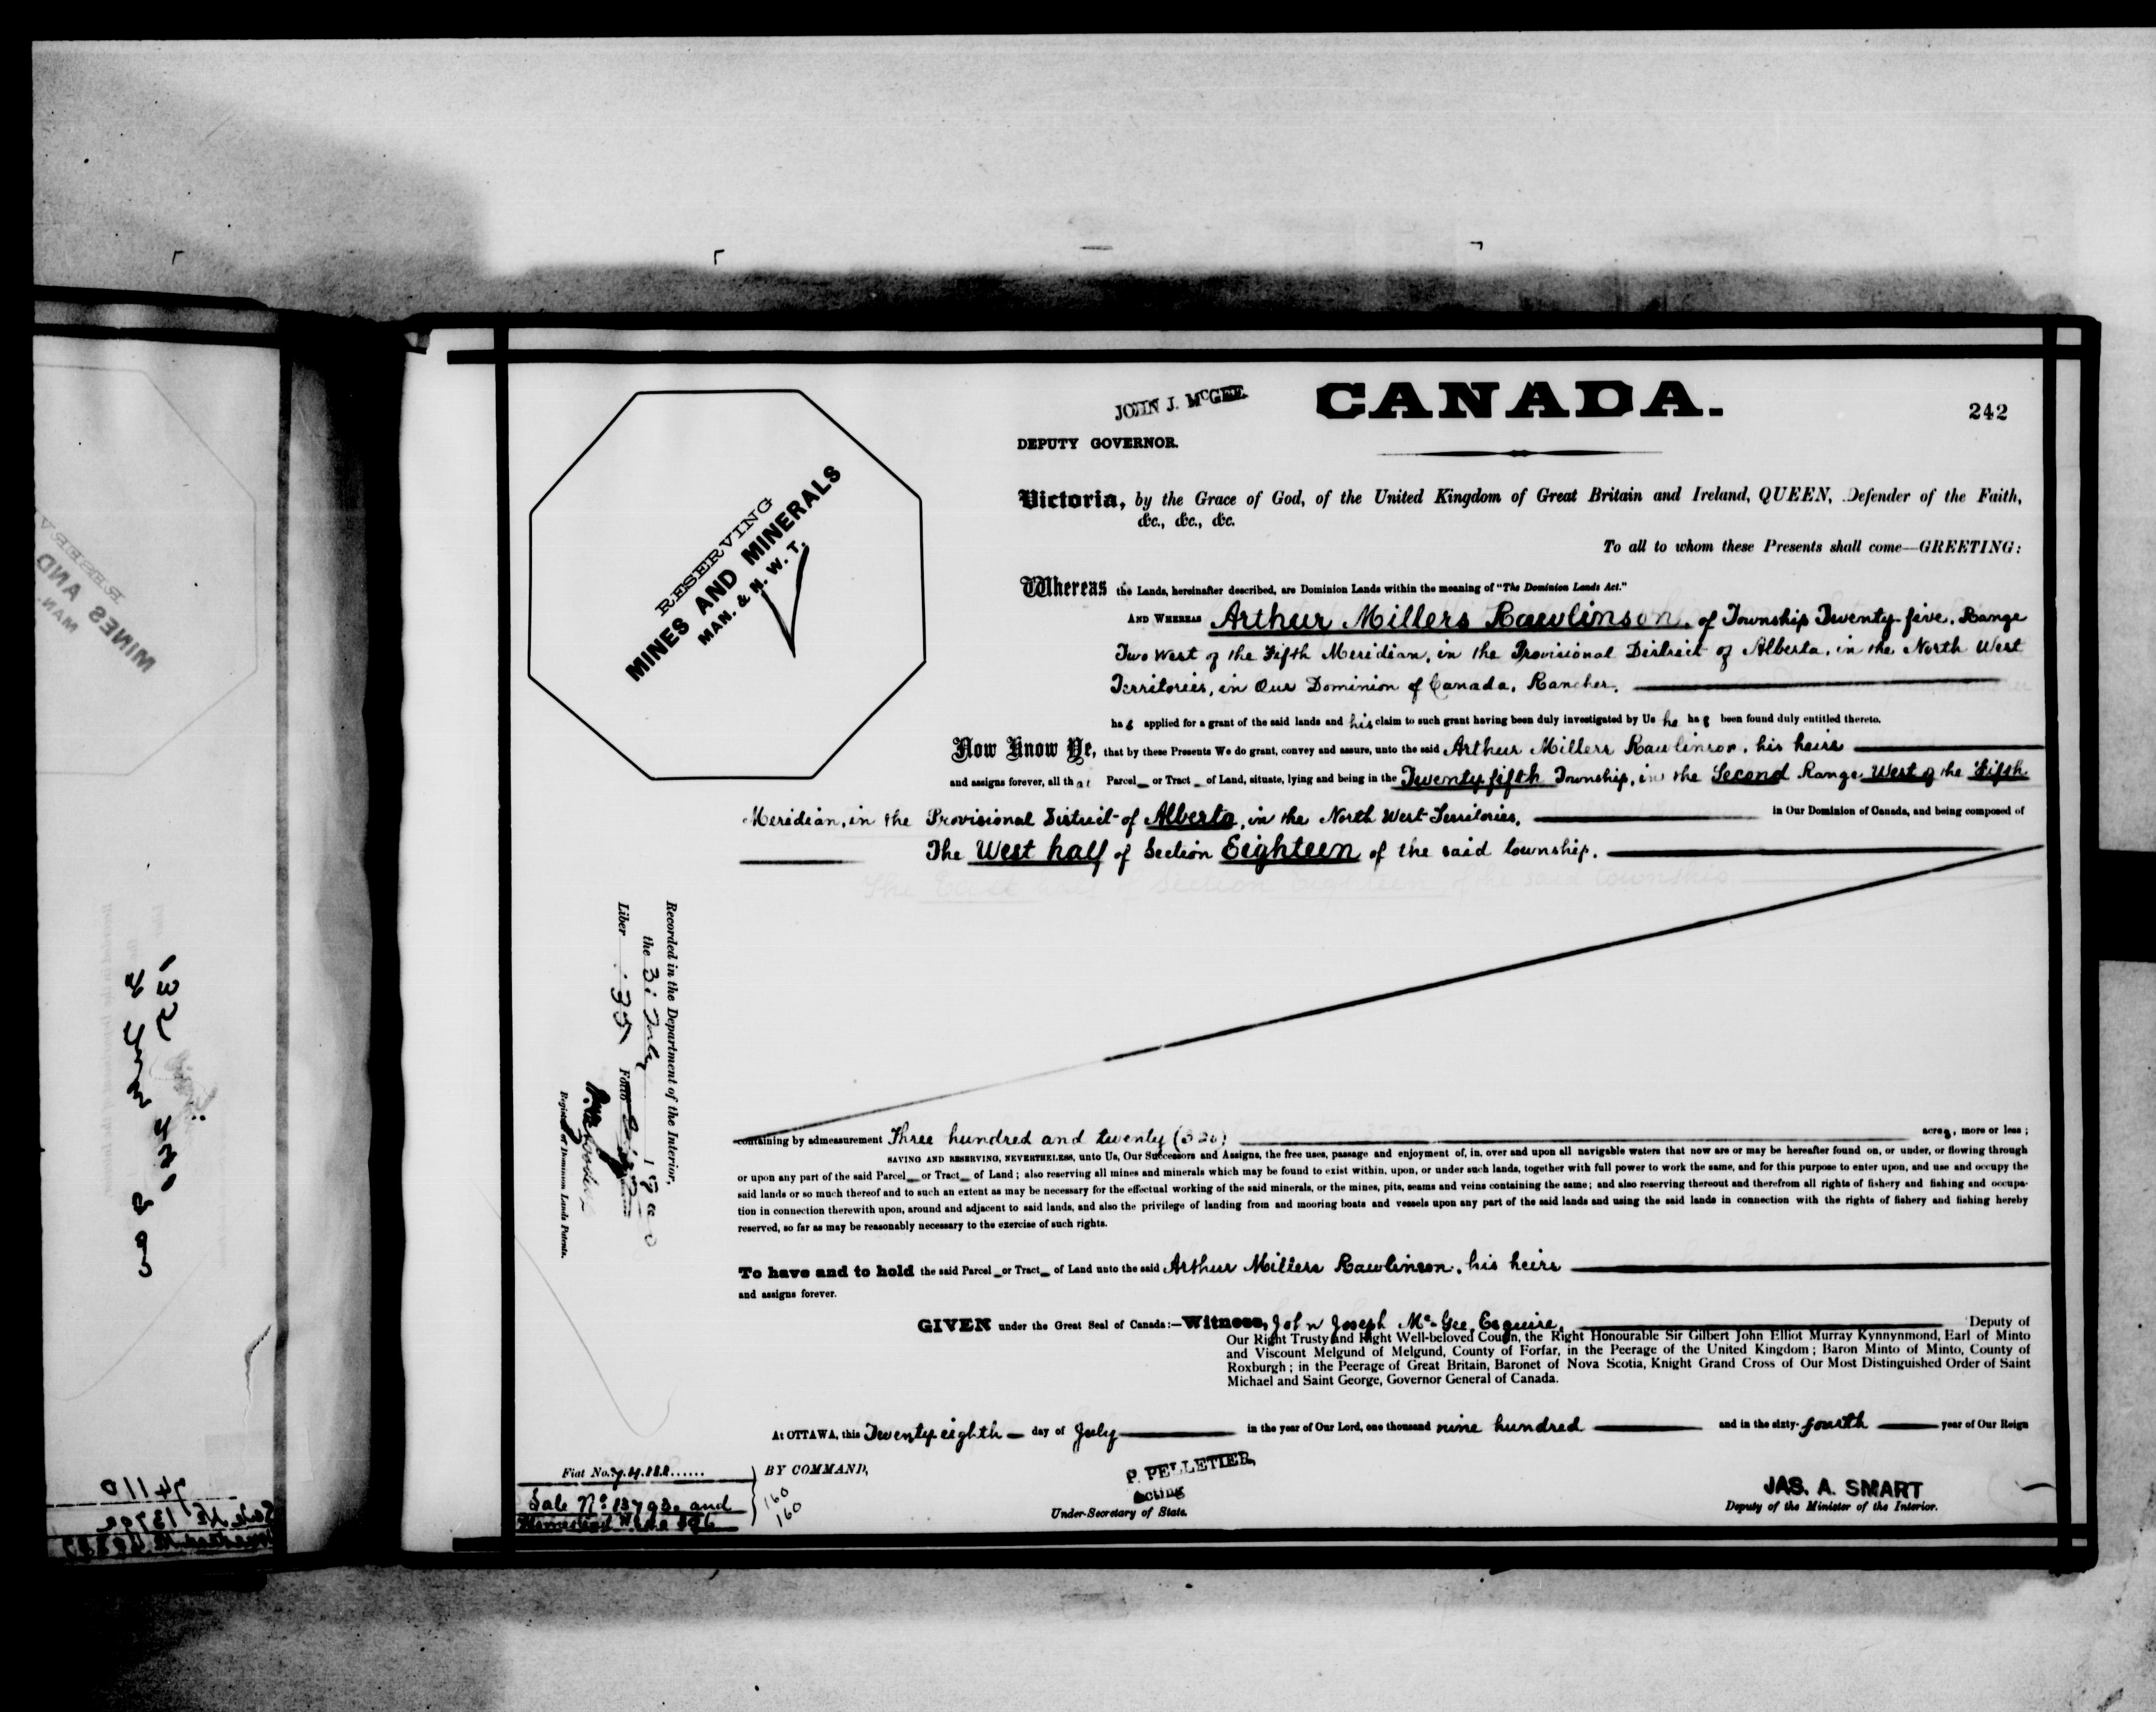 JOHN J. McGEE.
CANADA.
242
DEPUTY GOVERNOR.
RESERVING
MINES AND MINERALS
MAN. & N. W. T.
Victoria, by the Grace of God, of the United Kingdom of Great Britain and Ireland, QUEEN, Defender of the Faith,
&c., &c., &c.
To all to whom these Presents shall come—GREETING:
Whereas the Lands, hereinafter described, are Dominion Lands within the meaning of "The Dominion Lands Act."
AND WHEREAS Arthur Millers Rawlinson, of Township Twenty-five, Range
Two West of the Fifth Meridian, in the Provisional District of Alberta, in the North West
Territories, in Our Dominion of Canada, Rancher,
has applied for a grant of the said lands and his claim to such grant having been duly investigated by Us he has been found duly entitled thereto.
Now Know Ye, that by these Presents We do grant, convey and assure, unto the said Arthur Millers Rawlinson, his heirs
and assigns forever, all that Parcel or Tract of Land, situate, lying and being in the Twenty fifth Township, in the Second Range West of the Fifth
Meridian, in the Provisional District of Alberta, in the North West Territories, in Our Dominion of Canada, and being composed of
The West half of Section Eighteen of the said township.
Recorded in the Department of the Interior,
the 31 July 1900
Liber 135 Folio
Registrar of Dominion Lands Patents.
containing by admeasurement Three hundred and twenty (320) acres, more or less;
SAVING AND RESERVING, NEVERTHELESS, unto Us, Our Successors and Assigns, the free uses, passage and enjoyment of, in, over and upon all navigable waters that now are or may be hereafter found on, or under, or flowing through
or upon any part of the said Parcel or Tract of Land; also reserving all mines and minerals which may be found to exist within, upon, or under such lands, together with full power to work the same, and for this purpose to enter upon, and use and occupy the
said lands or so much thereof and to such an extent as may be necessary for the effectual working of the said minerals, or the mines, pits, seams and veins containing the same; and also reserving thereout and therefrom all rights of fishery and fishing and occupa-
tion in connection therewith upon, around and adjacent to said lands, and also the privilege of landing from and mooring boats and vessels upon any part of the said lands and using the said lands in connection with the rights of fishery and fishing hereby
reserved, so far as may be reasonably necessary to the exercise of such rights.
To have and to hold the said Parcel or Tract of Land unto the said Arthur Millers Rawlinson, his heirs
and assigns forever.
GIVEN under the Great Seal of Canada:—Witness, John Joseph Mc Gee, Esquire, Deputy of
Our Right Trusty and Right Well-beloved Cousin, the Right Honourable Sir Gilbert John Elliot Murray Kynnynmond, Earl of Minto
and Viscount Melgund of Melgund, County of Forfar, in the Peerage of the United Kingdom; Baron Minto of Minto, County of
Roxburgh; in the Peerage of Great Britain, Baronet of Nova Scotia, Knight Grand Cross of Our Most Distinguished Order of Saint
Michael and Saint George, Governor General of Canada.
At OTTAWA, this Twenty eighth day of July in the year of Our Lord, one thousand nine hundred and in the sixty-fourth year of Our Reign
Fiat No.
Sale No. 13793 and
Homestead
BY COMMAND,
160
160
P. PELLETIER,
Acting
Under-Secretary of State.
JAS. A. SMART
Deputy of the Minister of the Interior.